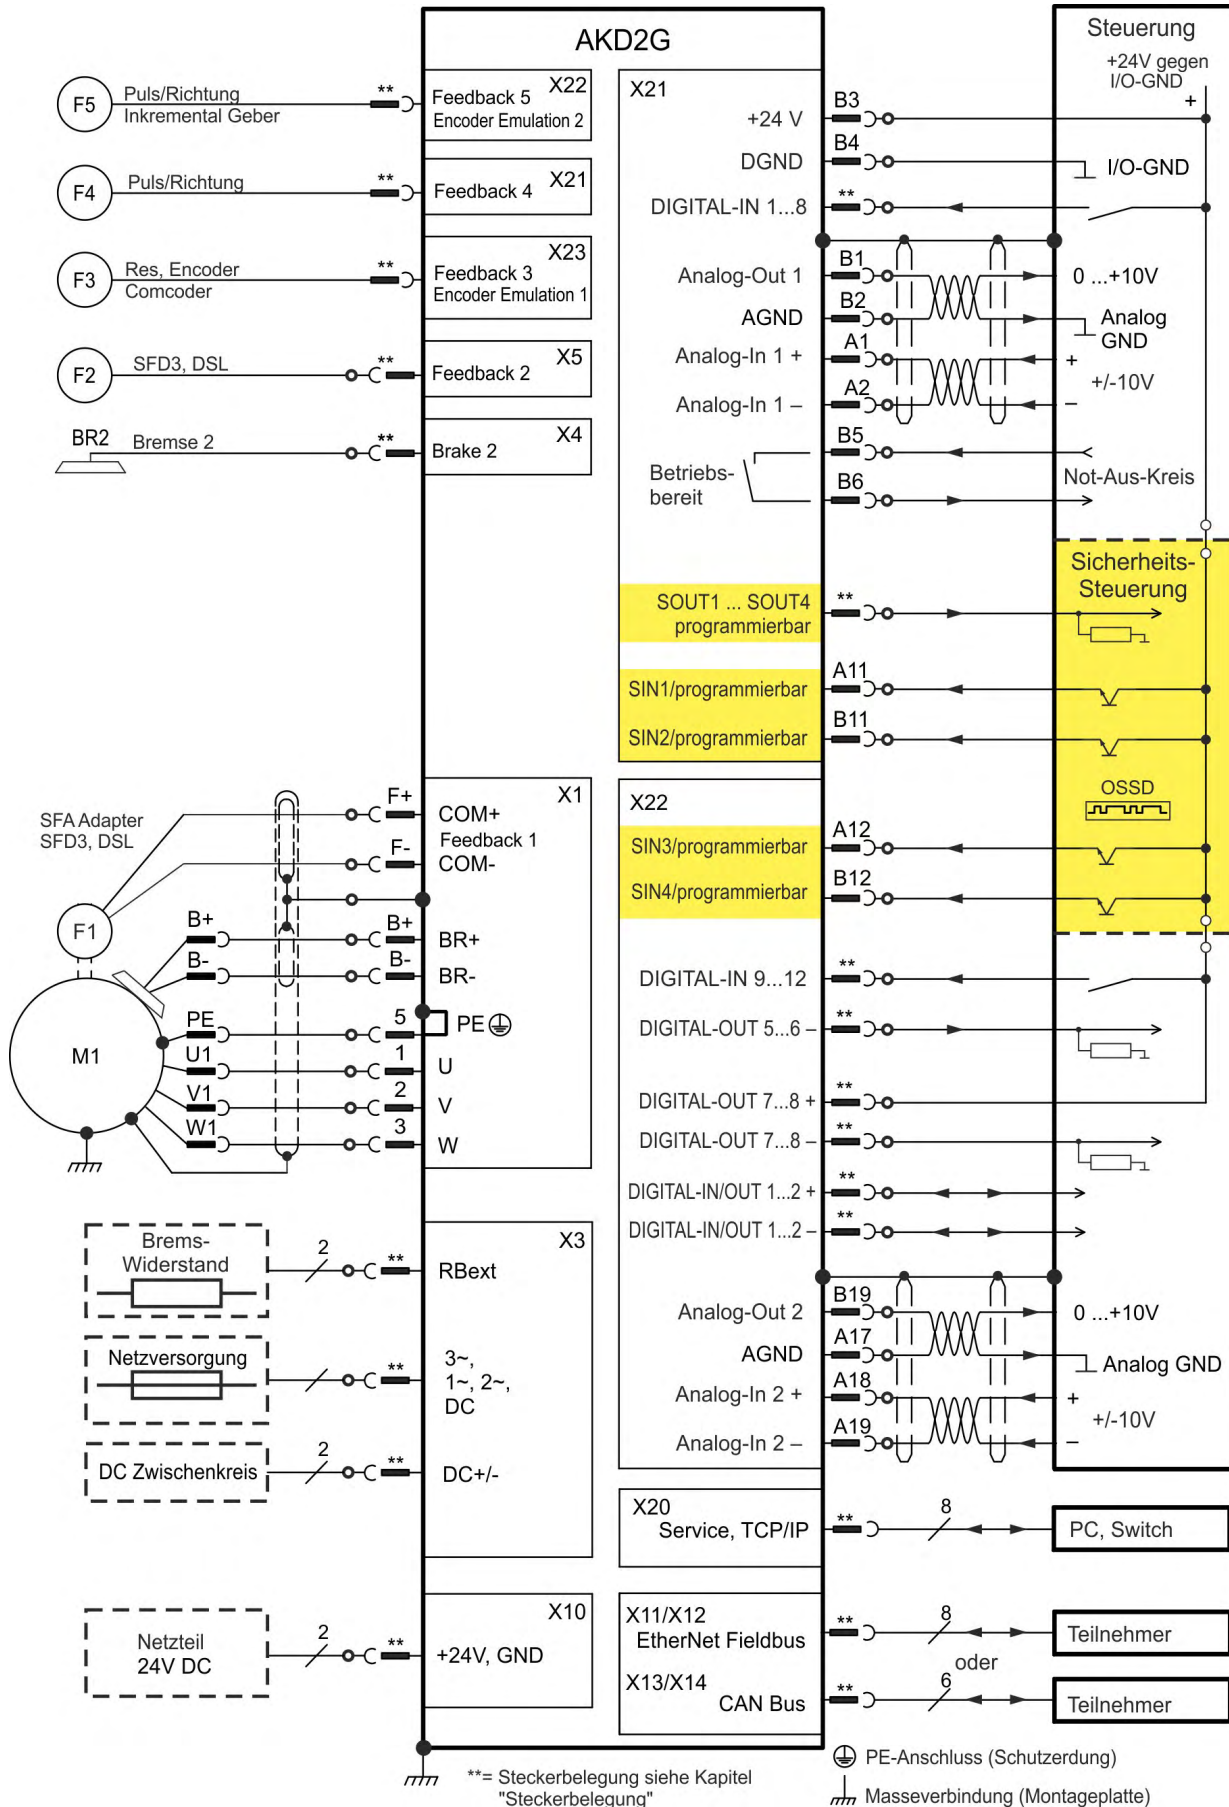 AKD2G
Steuerung
+24V gegen
I/O-GND
+
F5
Puls/Richtung
Inkremental Geber
**
X22
Feedback 5
Encoder Emulation 2
F4
Puls/Richtung
**
X21
Feedback 4
F3
Res, Encoder
Comcoder
**
X23
Feedback 3
Encoder Emulation 1
F2
SFD3, DSL
**
X5
Feedback 2
BR2
Bremse 2
**
X4
Brake 2
X21
+24 V
B3
DGND
B4
I/O-GND
DIGITAL-IN 1...8
**
Analog-Out 1
B1
0 ...+10V
AGND
B2
Analog
GND
Analog-In 1 +
A1
+
+/-10V
Analog-In 1 –
A2
–
Betriebs-
bereit
B5
B6
Not-Aus-Kreis
Sicherheits-
Steuerung
SOUT1 ... SOUT4
programmierbar
**
SIN1/programmierbar
A11
SIN2/programmierbar
B11
OSSD
X22
SIN3/programmierbar
A12
SIN4/programmierbar
B12
DIGITAL-IN 9...12
**
DIGITAL-OUT 5...6 –
**
DIGITAL-OUT 7...8 +
**
DIGITAL-OUT 7...8 –
**
DIGITAL-IN/OUT 1...2 +
**
DIGITAL-IN/OUT 1...2 –
**
Analog-Out 2
B19
0 ...+10V
AGND
A17
Analog GND
Analog-In 2 +
A18
+
+/-10V
Analog-In 2 –
A19
–
SFA Adapter
SFD3, DSL
F1
M1
X1
F+
COM+
Feedback 1
F-
COM-
B+
B+
BR+
B-
B-
BR-
PE
5
PE
U1
1
U
V1
2
V
W1
3
W
Brems-
Widerstand
2
**
X3
RBext
Netzversorgung
**
3~,
1~, 2~,
DC
DC Zwischenkreis
2
**
DC+/-
Netzteil
24V DC
2
**
X10
+24V, GND
X20
Service, TCP/IP
**
8
PC, Switch
X11/X12
EtherNet Fieldbus
**
8
Teilnehmer
oder
X13/X14
CAN Bus
**
6
Teilnehmer
**= Steckerbelegung siehe Kapitel
"Steckerbelegung"
PE-Anschluss (Schutzerdung)
Masseverbindung (Montageplatte)